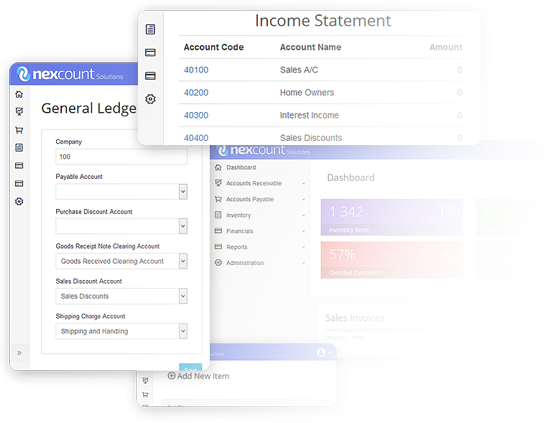 Income Statement
Account Code Account Name Amount
40100 Sales A/C 0
40200 Home Owners 0
40300 Interest Income 0
40400 Sales Discounts 0
nexcount Solutions
General Ledge
Company
100
Payable Account
Purchase Discount Account
Goods Receipt Note Clearing Account
Goods Received Clearing Account
Sales Discount Account
Sales Discounts
Shipping Charge Account
Shipping and Handling
»
nexcount Solutions
Dashboard
Accounts Receivable
Accounts Payable
Inventory
Financials
Reports
Administration
Dashboard
1 342
Inventory Items
57%
Overdue Customers
Sales Invoices
Solutions
Add New Item